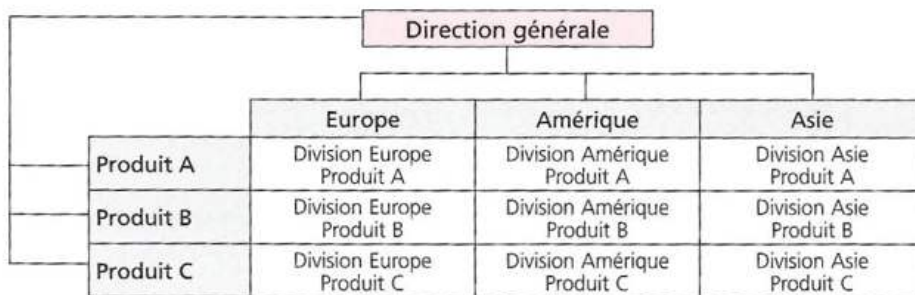 Direction générale
Europe Amérique Asie
Produit A
Division Europe Division Amérique Division Asie
Produit A Produit A Produit A
Produit B
Division Europe Division Amérique Division Asie
Produit B Produit B Produit B
Produit C
Division Europe Division Amérique Division Asie
Produit C Produit C Produit C